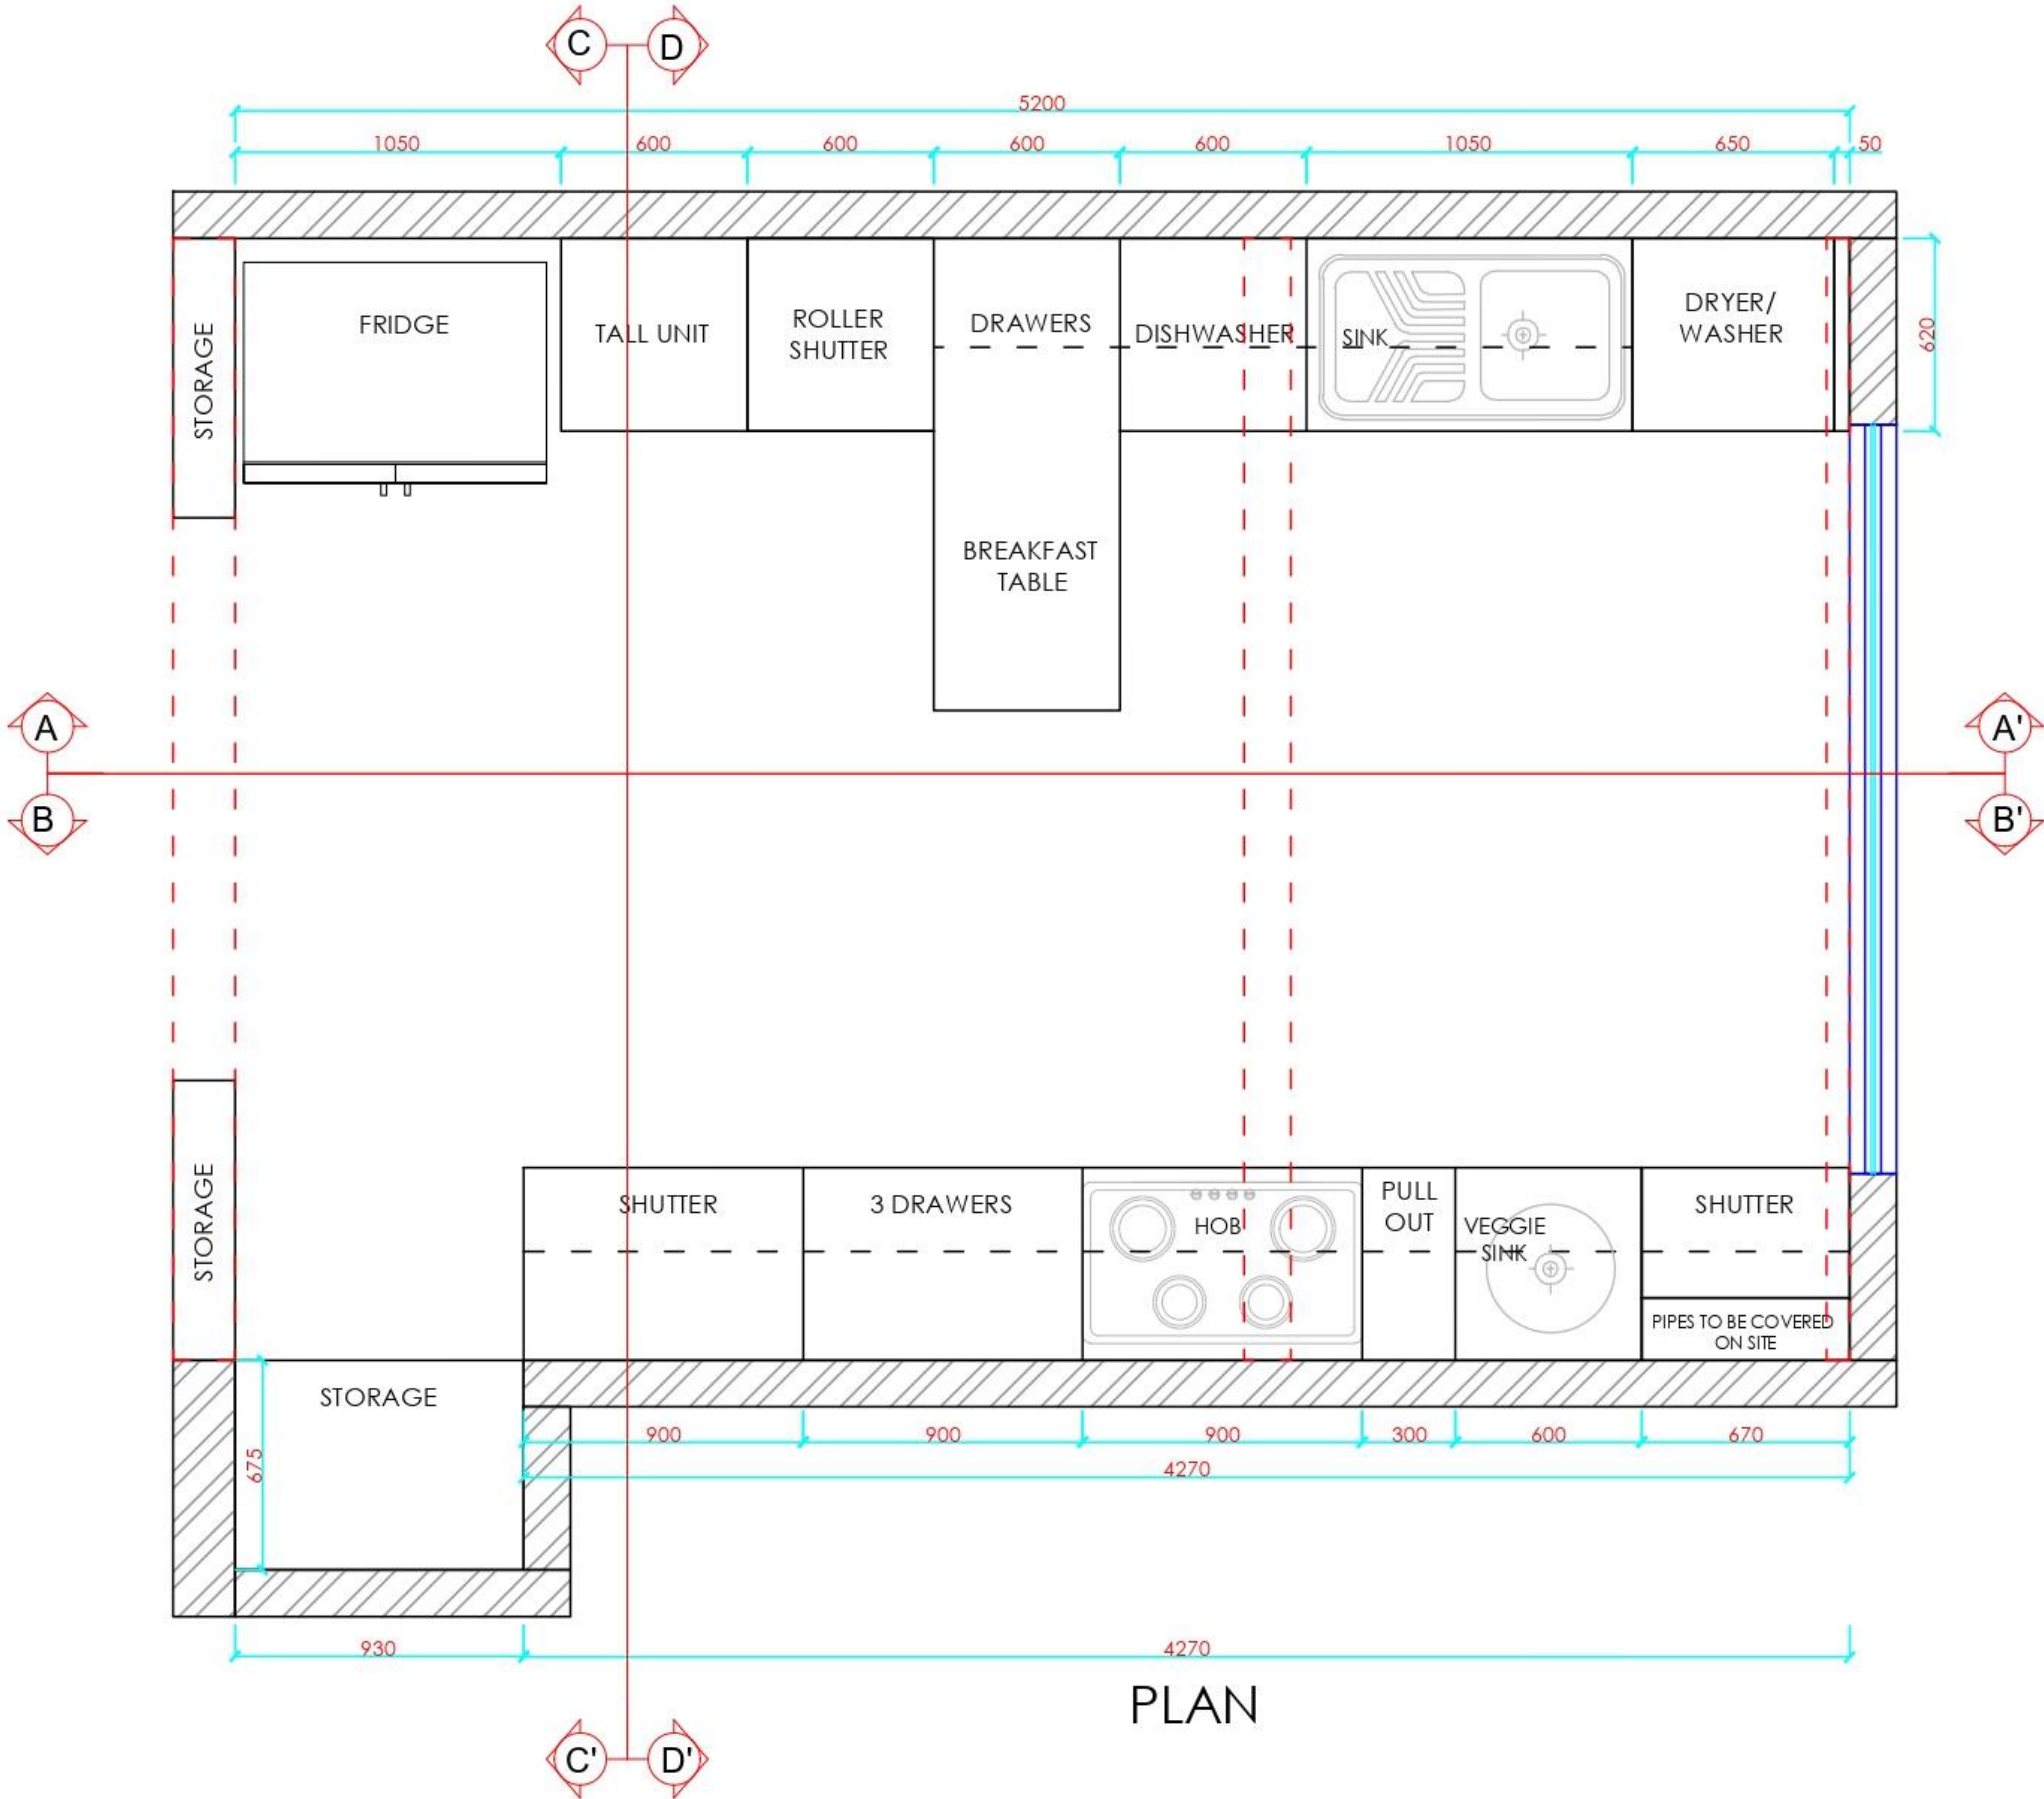 C D
5200
1050 600 600 600 600 1050 650 50
STORAGE
FRIDGE
TALL UNIT
ROLLER
SHUTTER
DRAWERS
DISHWASHER
SINK
DRYER/
WASHER
620
BREAKFAST
TABLE
A
B
A'
B'
STORAGE
SHUTTER
3 DRAWERS
HOB
PULL
OUT
VEGGIE
SINK
SHUTTER
PIPES TO BE COVERED
ON SITE
STORAGE
675
900 900 900 300 600 670
4270
930 4270
PLAN
C' D'